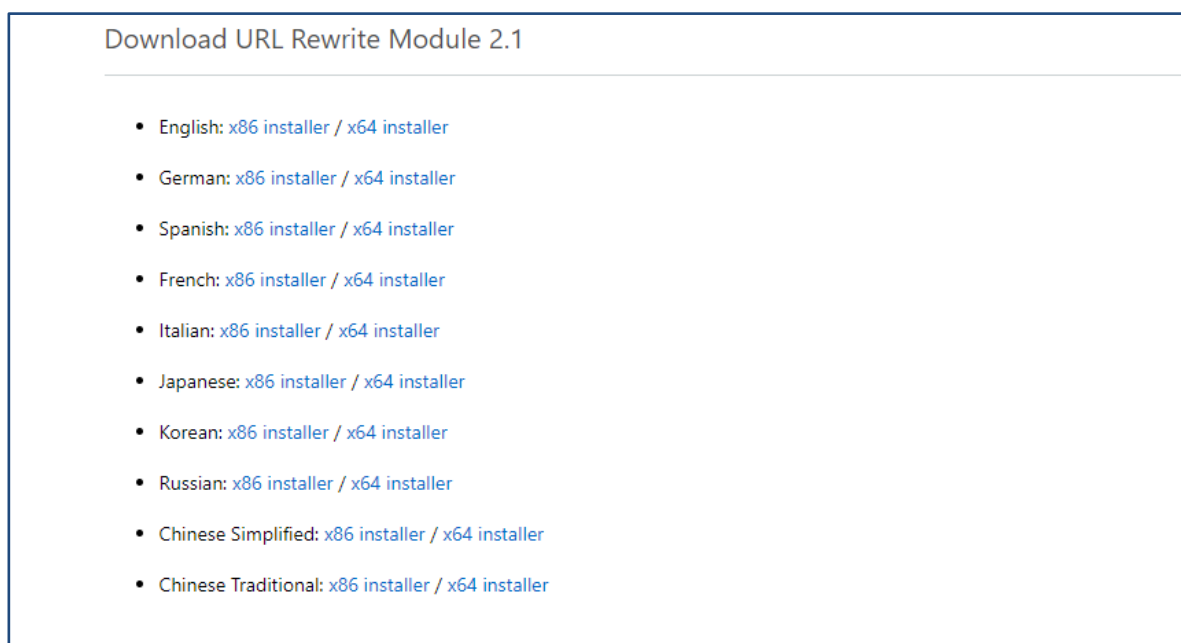 Download URL Rewrite Module 2.1
• English: x86 installer / x64 installer
• German: x86 installer / x64 installer
• Spanish: x86 installer / x64 installer
• French: x86 installer / x64 installer
• Italian: x86 installer / x64 installer
• Japanese: x86 installer / x64 installer
• Korean: x86 installer / x64 installer
• Russian: x86 installer / x64 installer
• Chinese Simplified: x86 installer / x64 installer
• Chinese Traditional: x86 installer / x64 installer